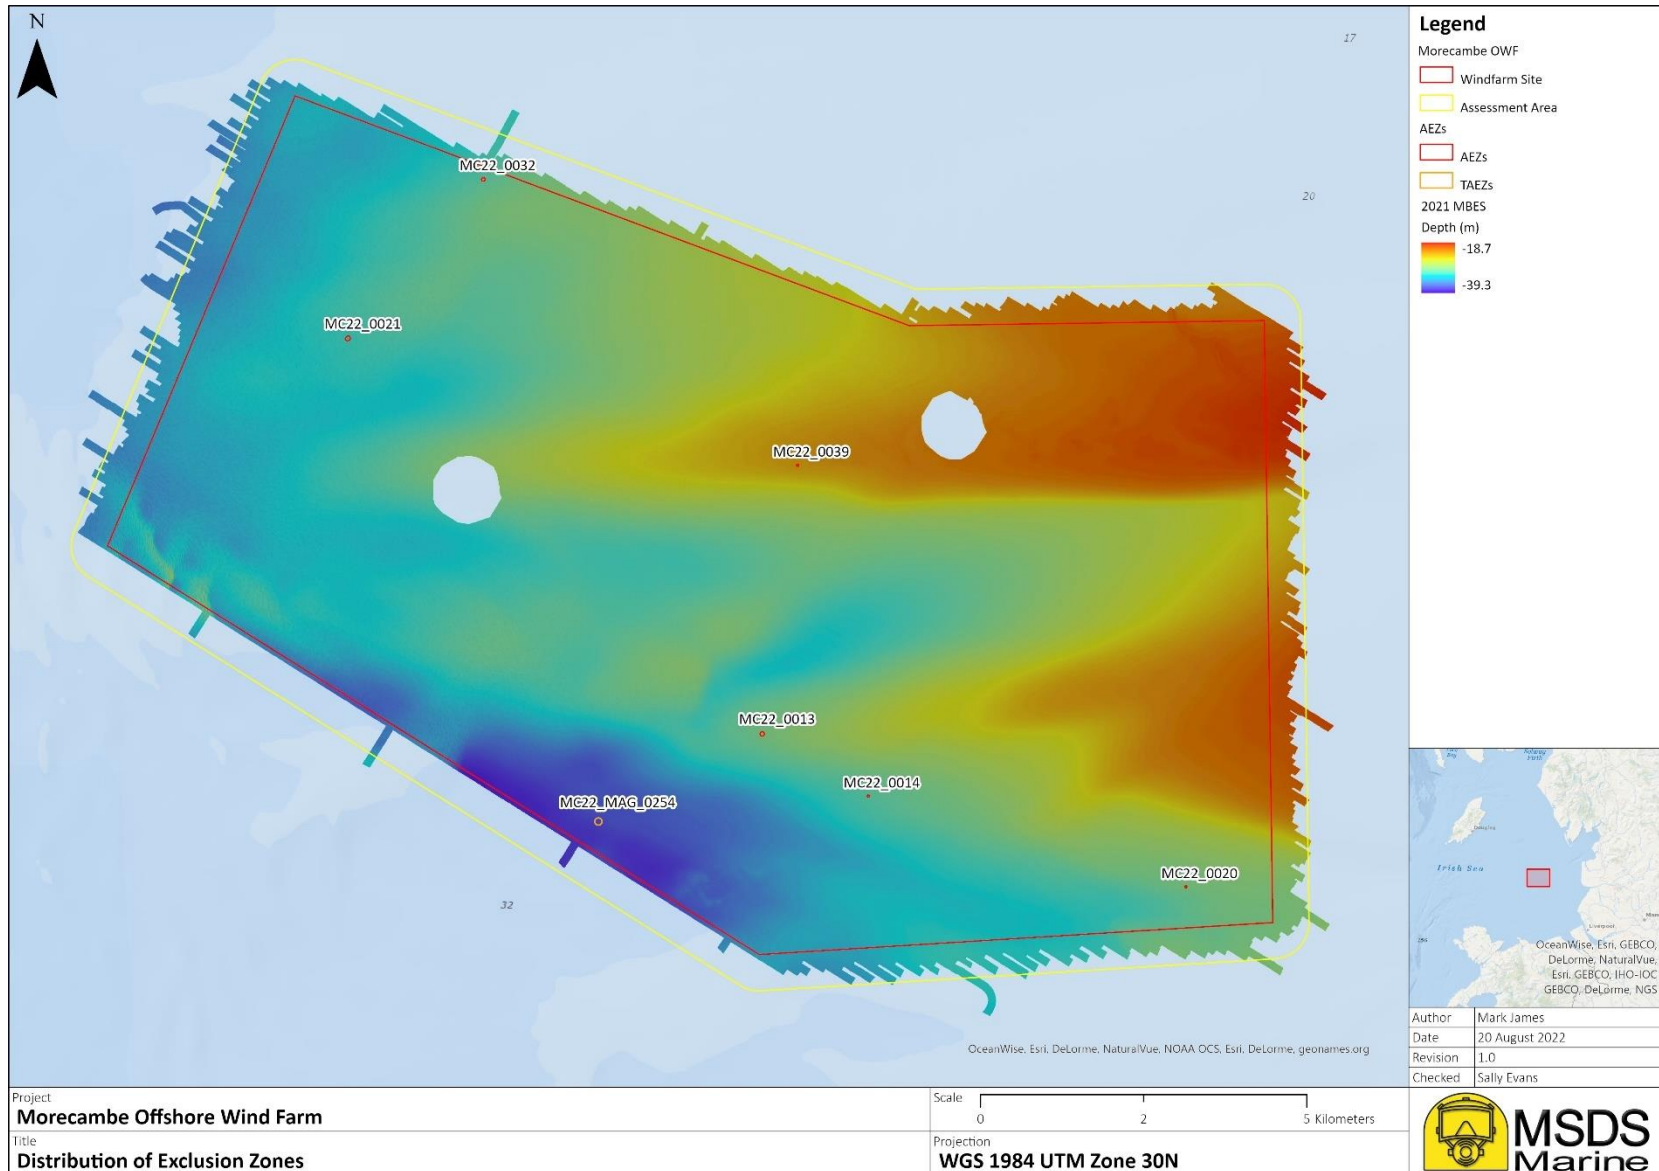 N
17
20
MC22_0032
MC22_0021
MC22_0039
MC22_0013
MC22_0014
MC22_MAG_0254
MC22_0020
32
OceanWise, Esri, DeLorme, NaturalVue, NOAA OCS, Esri, DeLorme, geonames.org
Legend
Morecambe OWF
Windfarm Site
Assessment Area
AEZs
AEZs
TAEZs
2021 MBES
Depth (m)
-18.7
-39.3
Irish Sea
Liverpool
OceanWise, Esri, GEBCO,
DeLorme, NaturalVue,
Esri, GEBCO, IHO-IOC
GEBCO, DeLorme, NGS
Author Mark James
Date 20 August 2022
Revision 1.0
Checked Sally Evans
Project
Morecambe Offshore Wind Farm
Title
Distribution of Exclusion Zones
Scale
0 2 5 Kilometers
Projection
WGS 1984 UTM Zone 30N
MSDS
Marine